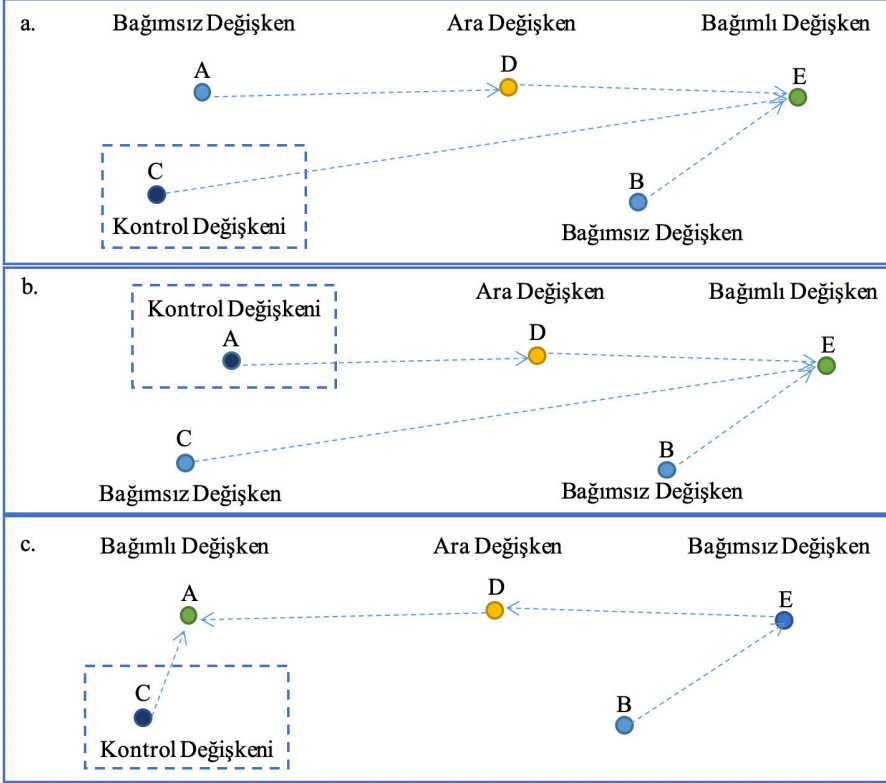 a.
Bağımsız Değişken
Ara Değişken
Bağımlı Değişken
A
D
E
C
Kontrol Değişkeni
B
Bağımsız Değişken
b.
Kontrol Değişkeni
A
Ara Değişken
D
Bağımlı Değişken
E
C
Bağımsız Değişken
B
Bağımsız Değişken
c.
Bağımlı Değişken
Ara Değişken
Bağımsız Değişken
A
D
E
C
Kontrol Değişkeni
B